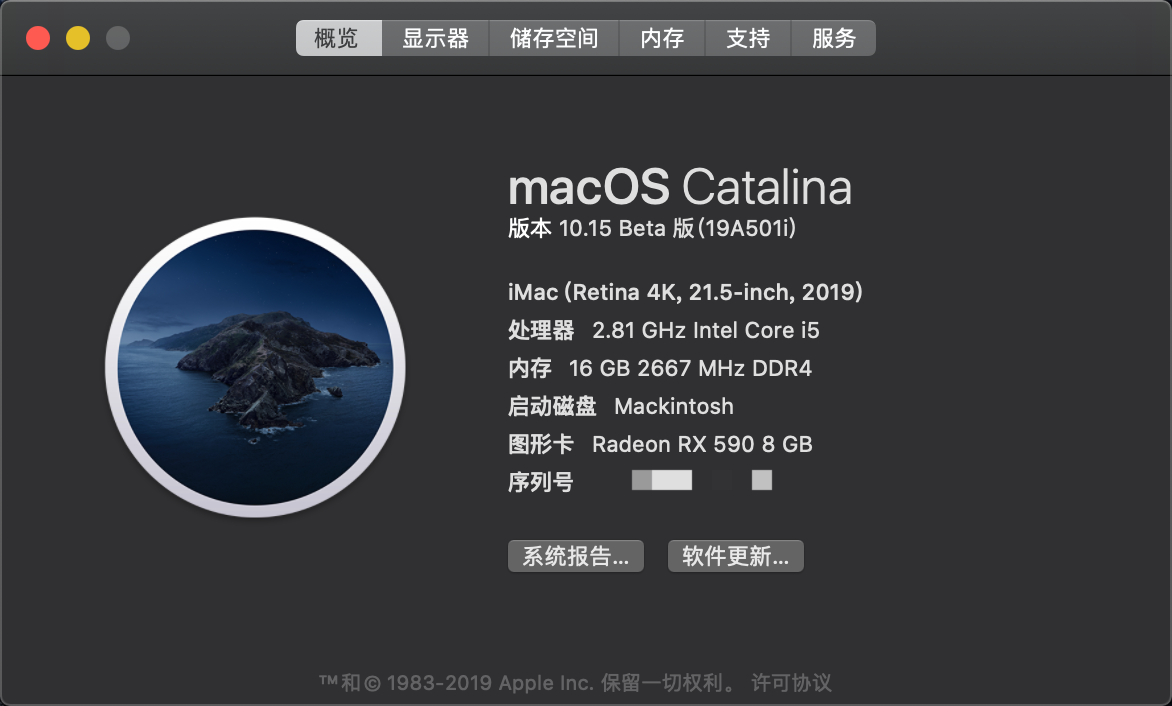 概览 显示器 储存空间 内存 支持 服务
macOS Catalina
版本 10.15 Beta 版(19A501i)
iMac (Retina 4K, 21.5-inch, 2019)
处理器 2.81 GHz Intel Core i5
内存 16 GB 2667 MHz DDR4
启动磁盘 Mackintosh
图形卡 Radeon RX 590 8 GB
序列号
系统报告... 软件更新...
™和© 1983-2019 Apple Inc. 保留一切权利。 许可协议